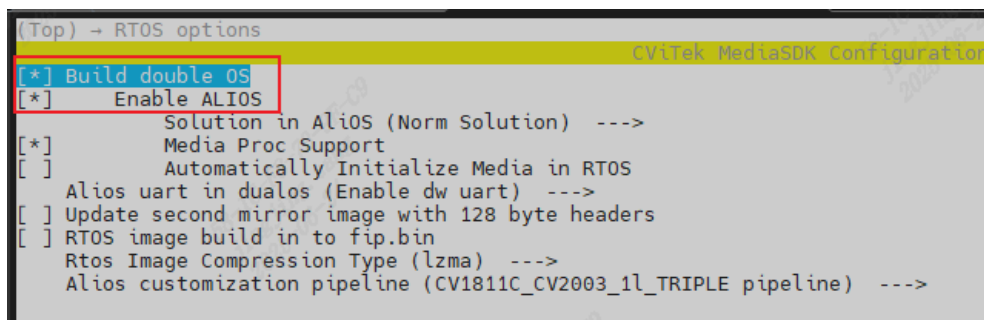 (Top) → RTOS options
CViTek MediaSDK Configuration
[*] Build double OS
[*] Enable ALIOS
Solution in AliOS (Norm Solution) --->
[*] Media Proc Support
[ ] Automatically Initialize Media in RTOS
Alios uart in dualos (Enable dw uart) --->
[ ] Update second mirror image with 128 byte headers
[ ] RTOS image build in to fip.bin
Rtos Image Compression Type (lzma) --->
Alios customization pipeline (CV1811C_CV2003_1l_TRIPLE pipeline) --->